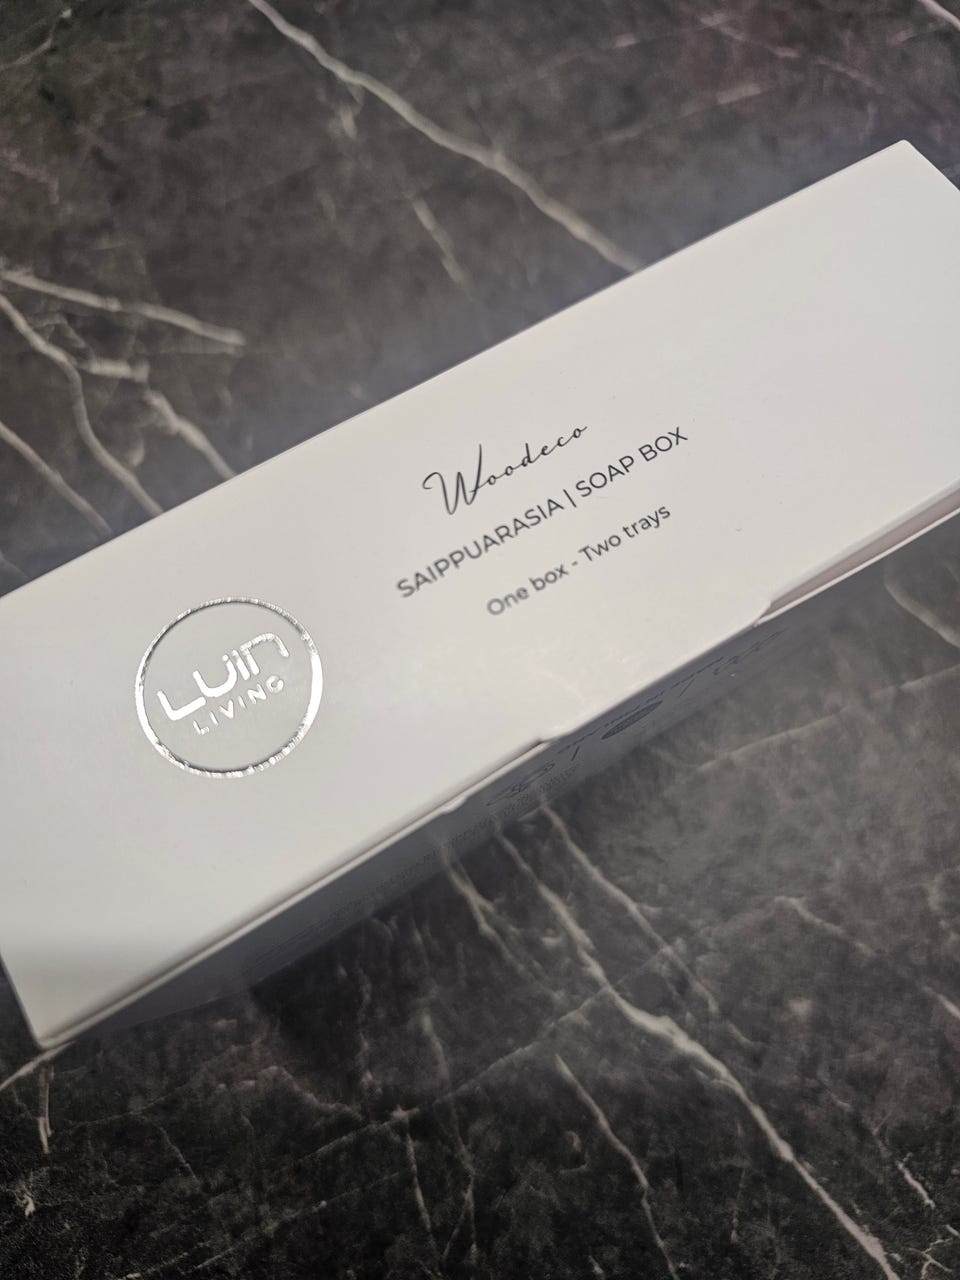 Woodeco
SAIPPUARASIA | SOAP BOX
One box - Two trays
Luin
LIVING